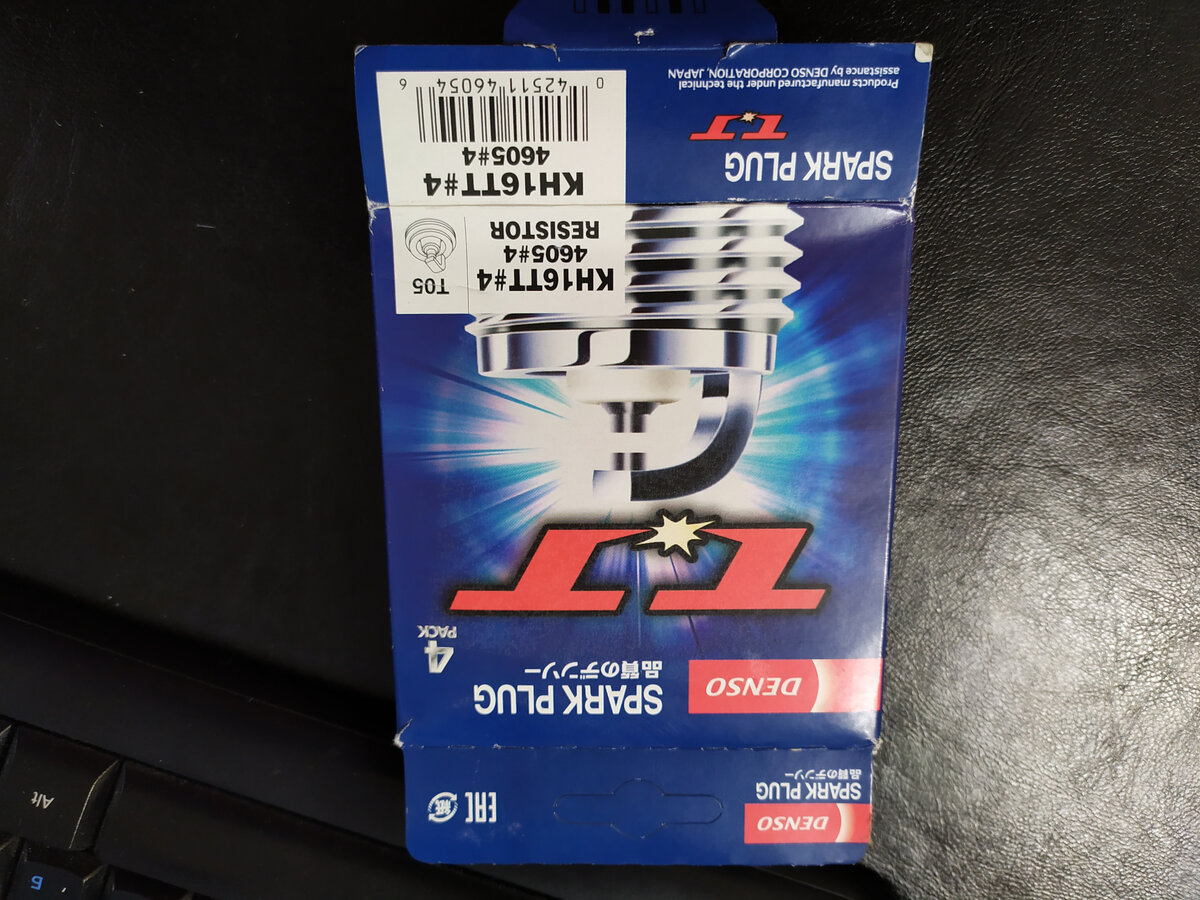 DENSO
SPARK PLUG
品質のデンソー
EAC
紙
DENSO
SPARK PLUG
品質のデンソー
4
PACK
TT
KH16TT#4
4605#4
RESISTOR
T05
SPARK PLUG
TT
Products manufactured under the technical
assistance by DENSO CORPORATION, JAPAN
KH16TT#4
4605#4
0 42511 46054 6
Alt
Б
,